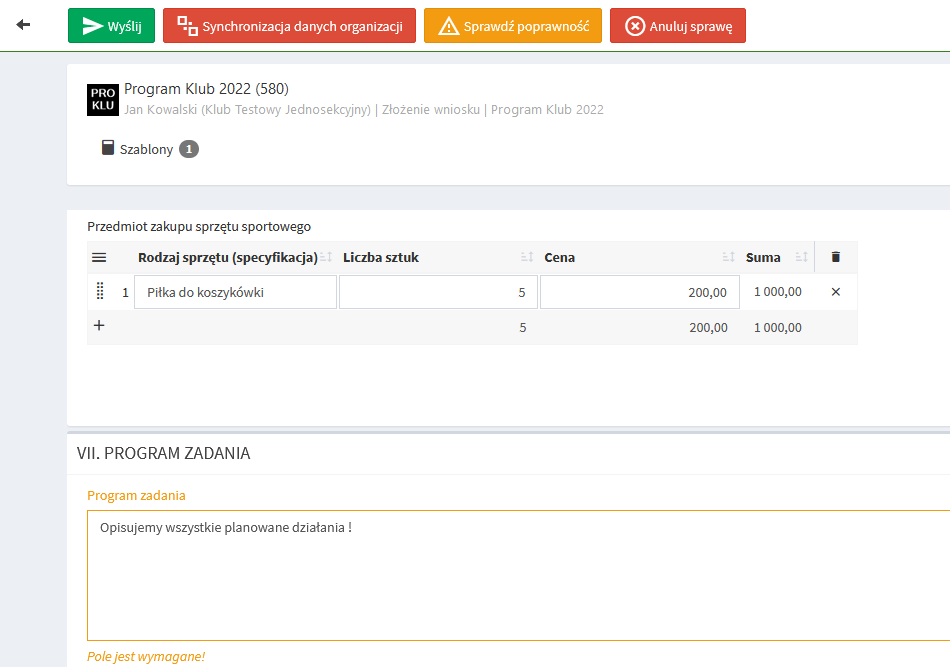 Wyślij Synchronizacja danych organizacji Sprawdź poprawność Anuluj sprawę
PRO KLU
Program Klub 2022 (580)
Jan Kowalski (Klub Testowy Jednosekcyjny) | Złożenie wniosku | Program Klub 2022
Szablony 1
Przedmiot zakupu sprzętu sportowego
Rodzaj sprzętu (specyfikacja) Liczba sztuk Cena Suma
1 Piłka do koszykówki 5 200,00 1 000,00
5 200,00 1 000,00
VII. PROGRAM ZADANIA
Program zadania
Opisujemy wszystkie planowane działania !
Pole jest wymagane!